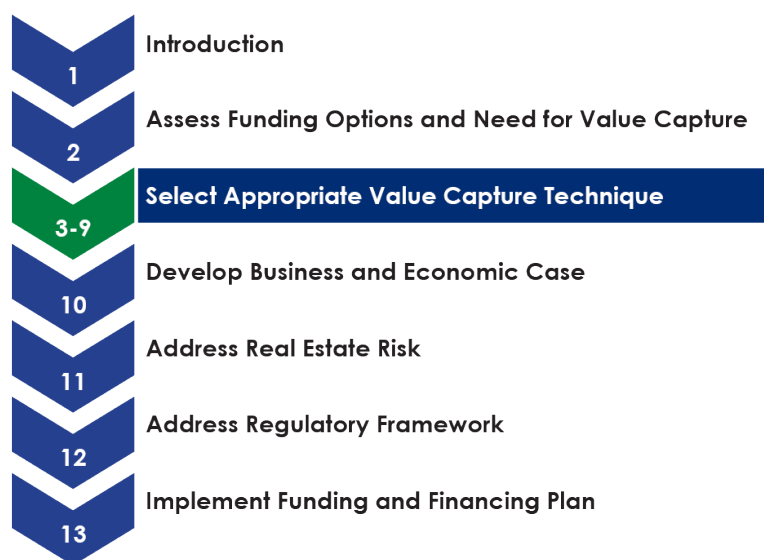 Introduction
1
Assess Funding Options and Need for Value Capture
2
Select Appropriate Value Capture Technique
3-9
Develop Business and Economic Case
10
Address Real Estate Risk
11
Address Regulatory Framework
12
Implement Funding and Financing Plan
13